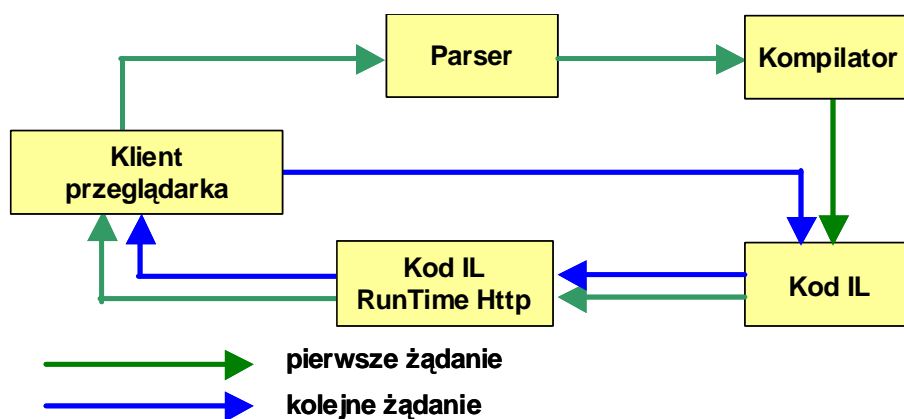 Parser
Kompilator
Klient
przeglądarka
Kod IL
RunTime Http
Kod IL
pierwsze żądanie
kolejne żądanie